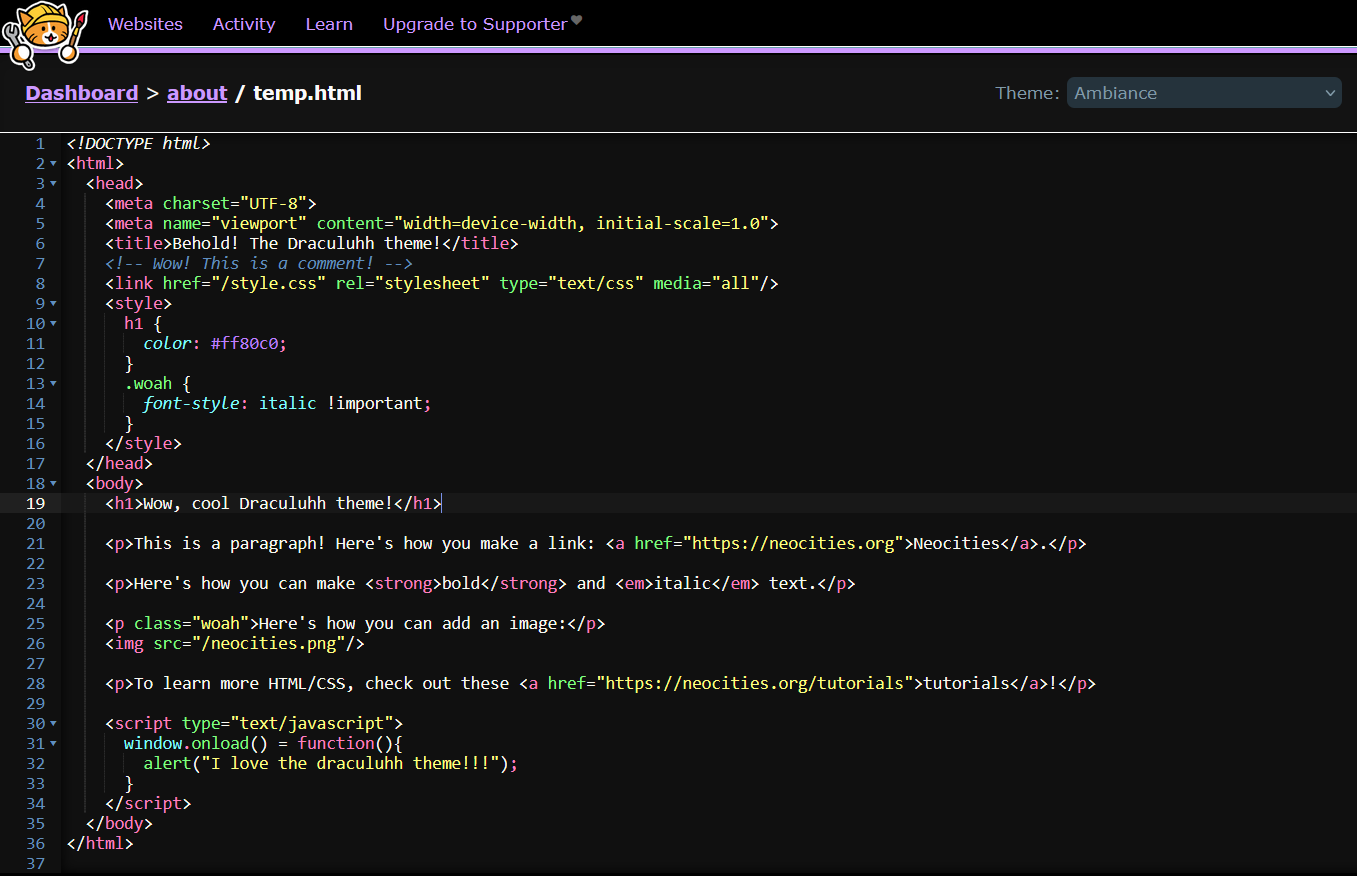 Websites Activity Learn Upgrade to Supporter♥
Dashboard > about / temp.html Theme: Ambiance
1 <!DOCTYPE html>
2 <html>
3   <head>
4     <meta charset="UTF-8">
5     <meta name="viewport" content="width=device-width, initial-scale=1.0">
6     <title>Behold! The Draculuhh theme!</title>
7     <!-- Wow! This is a comment! -->
8     <link href="/style.css" rel="stylesheet" type="text/css" media="all"/>
9     <style>
10       h1 {
11         color: #ff80c0;
12       }
13       .woah {
14         font-style: italic !important;
15       }
16     </style>
17   </head>
18   <body>
19     <h1>Wow, cool Draculuhh theme!</h1>
20
21     <p>This is a paragraph! Here's how you make a link: <a href="https://neocities.org">Neocities</a>.</p>
22
23     <p>Here's how you can make <strong>bold</strong> and <em>italic</em> text.</p>
24
25     <p class="woah">Here's how you can add an image:</p>
26     <img src="/neocities.png"/>
27
28     <p>To learn more HTML/CSS, check out these <a href="https://neocities.org/tutorials">tutorials</a>!</p>
29
30     <script type="text/javascript">
31       window.onload() = function(){
32         alert("I love the draculuhh theme!!!");
33       }
34     </script>
35   </body>
36 </html>
37